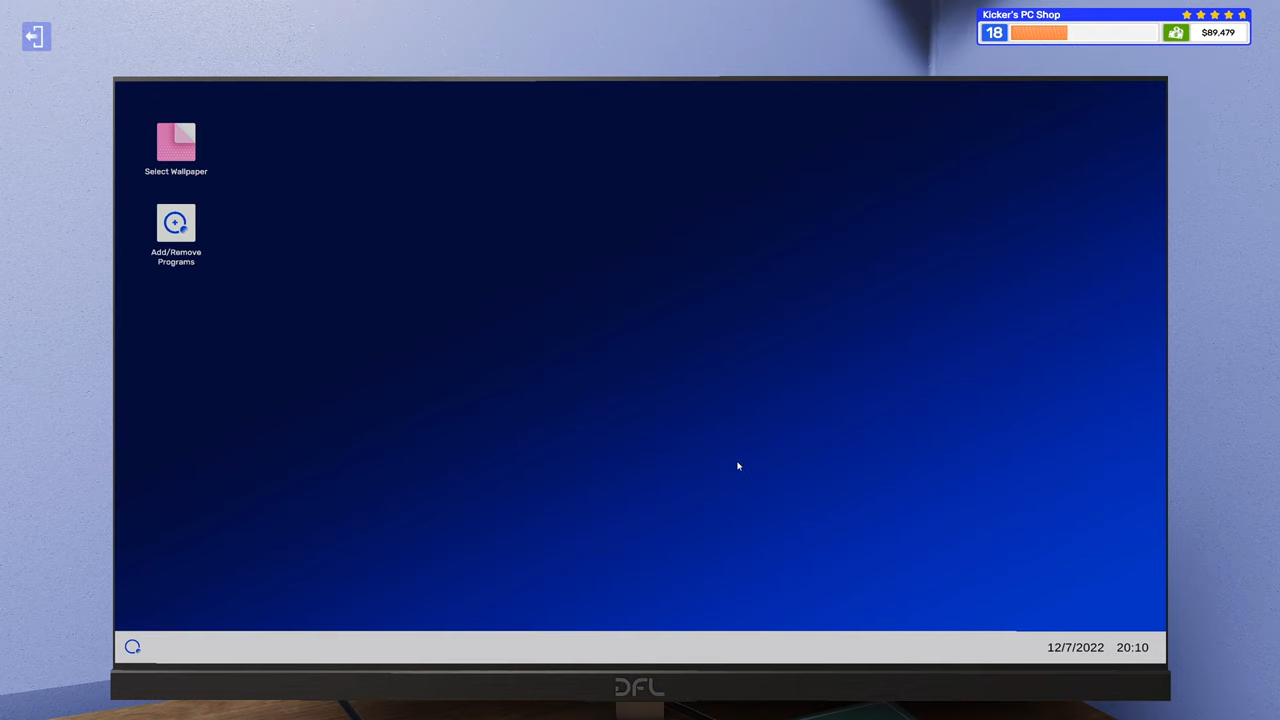 Kicker's PC Shop
18
$89,479
Select Wallpaper
Add/Remove
Programs
12/7/2022 20:10
DFL